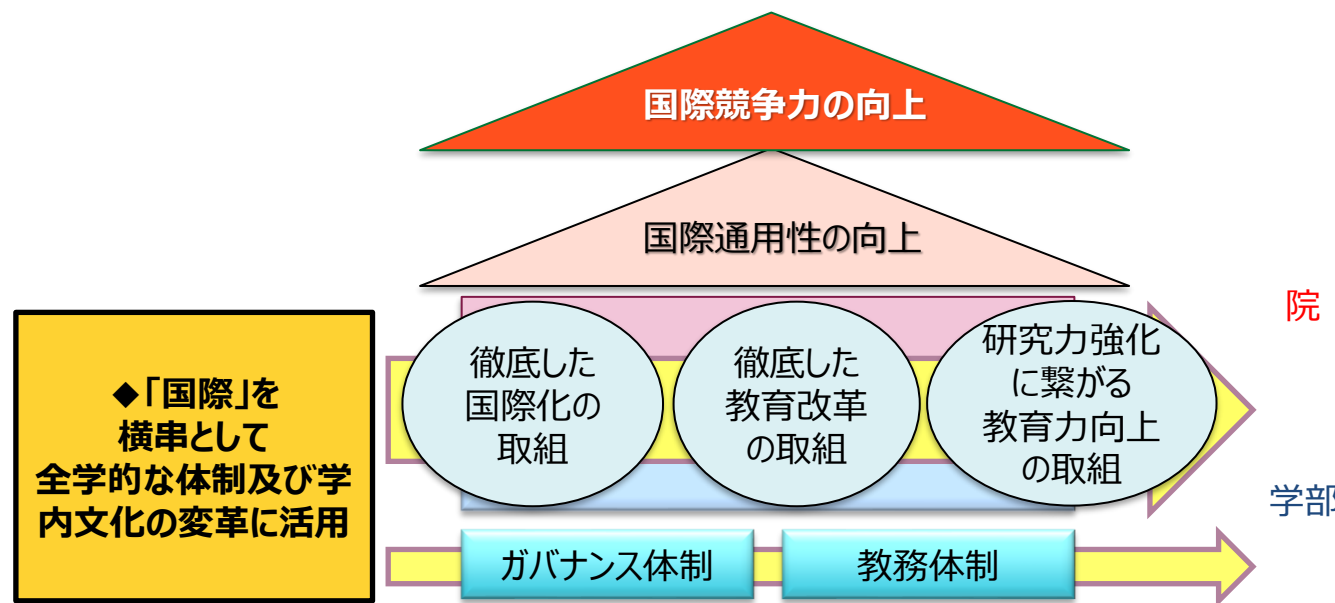 国際競争力の向上
国際通用性の向上
◆「国際」を
横串として
全学的な体制及び学
内文化の変革に活用
徹底した
国際化の
取組
徹底した
教育改革
の取組
研究力強化
に繋がる
教育力向上
の取組
院
学部
ガバナンス体制
教務体制